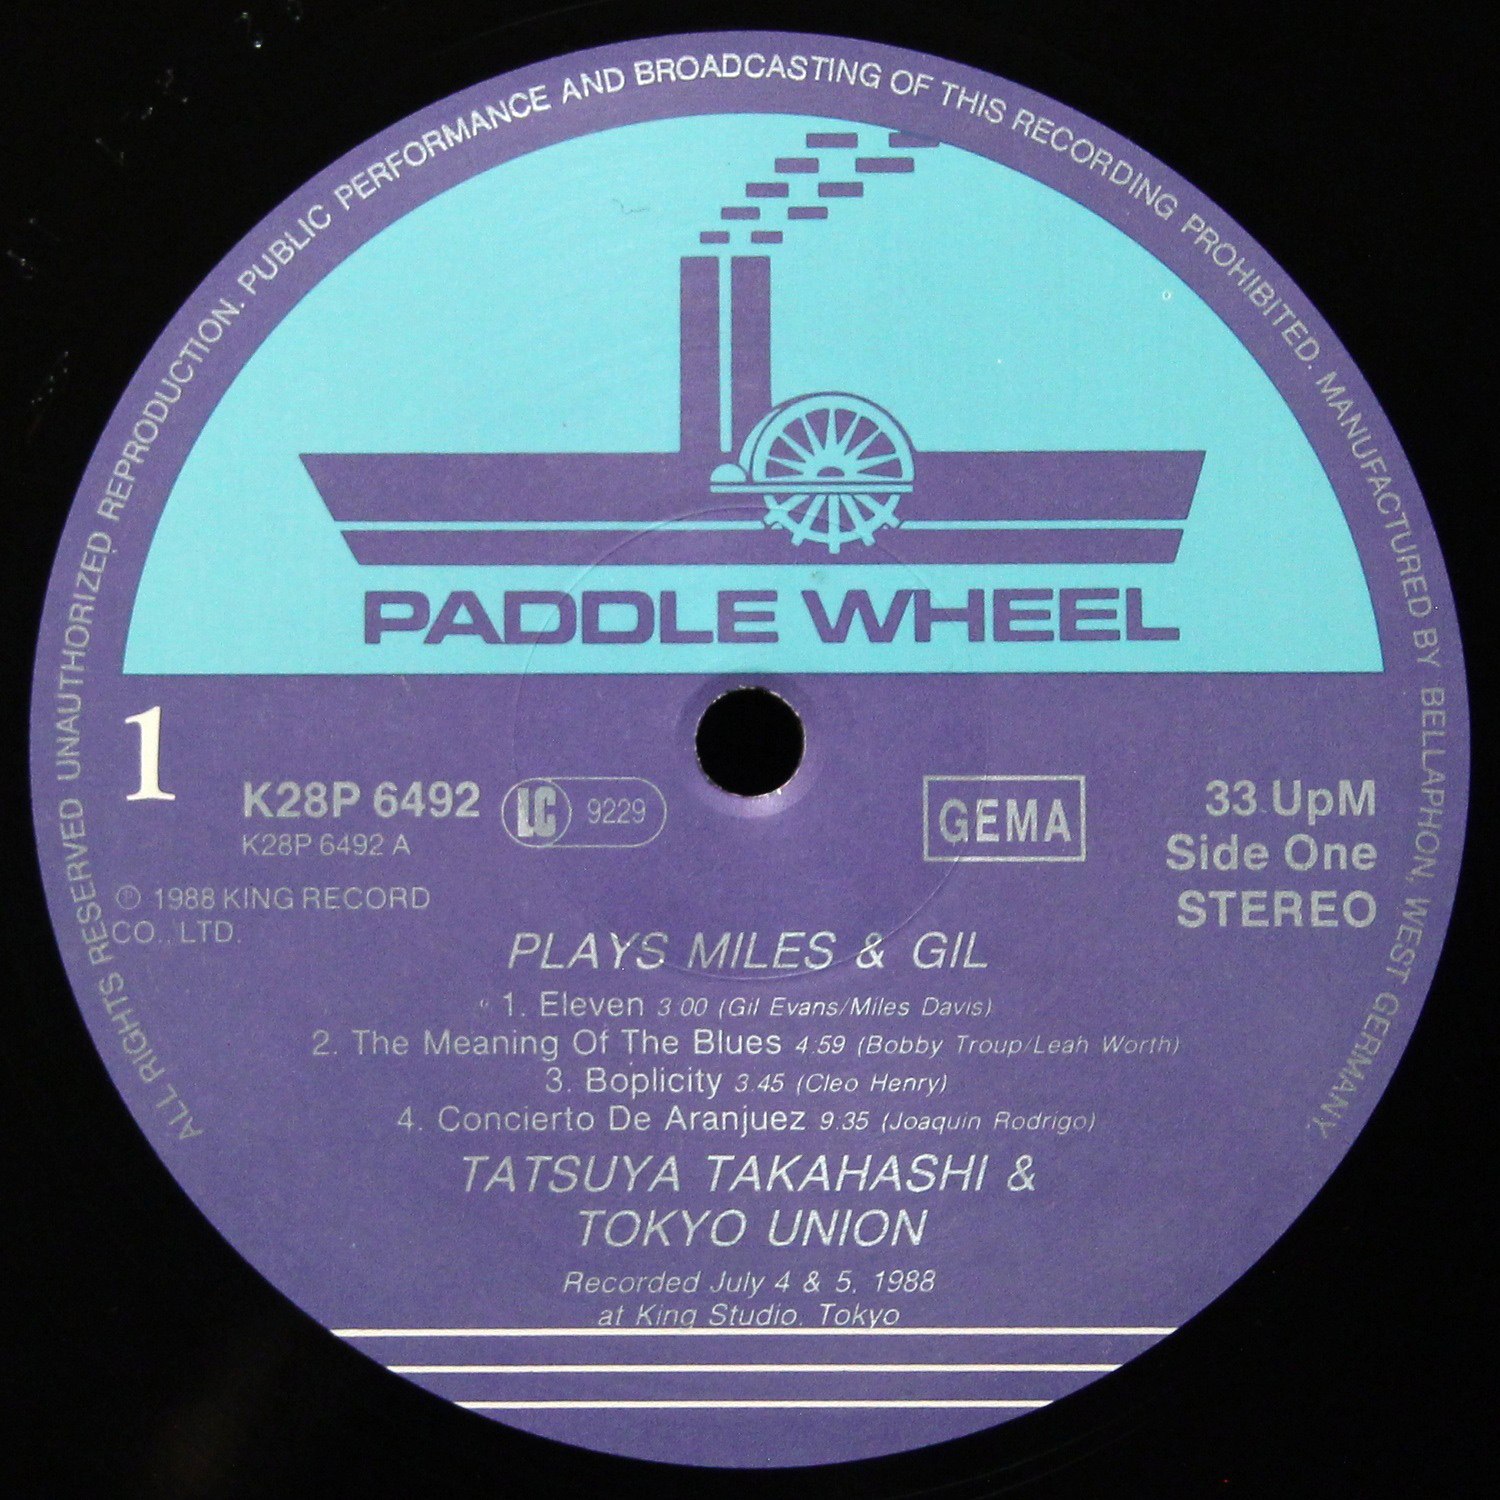 ALL RIGHTS RESERVED UNAUTHORIZED REPRODUCTION. PUBLIC PERFORMANCE AND BROADCASTING OF THIS RECORDING PROHIBITED. MANUFACTURED BY BELLAPHON, WEST GERMANY.
PADDLE WHEEL
1
K28P 6492
K28P 6492 A
LC 9229
GEMA
33 UpM
Side One
STEREO
℗ 1988 KING RECORD
CO., LTD.
PLAYS MILES & GIL
1. Eleven 3:00 (Gil Evans/Miles Davis)
2. The Meaning Of The Blues 4:59 (Bobby Troup/Leah Worth)
3. Boplicity 3:45 (Cleo Henry)
4. Concierto De Aranjuez 9:35 (Joaquin Rodrigo)
TATSUYA TAKAHASHI &
TOKYO UNION
Recorded July 4 & 5, 1988
at King Studio, Tokyo